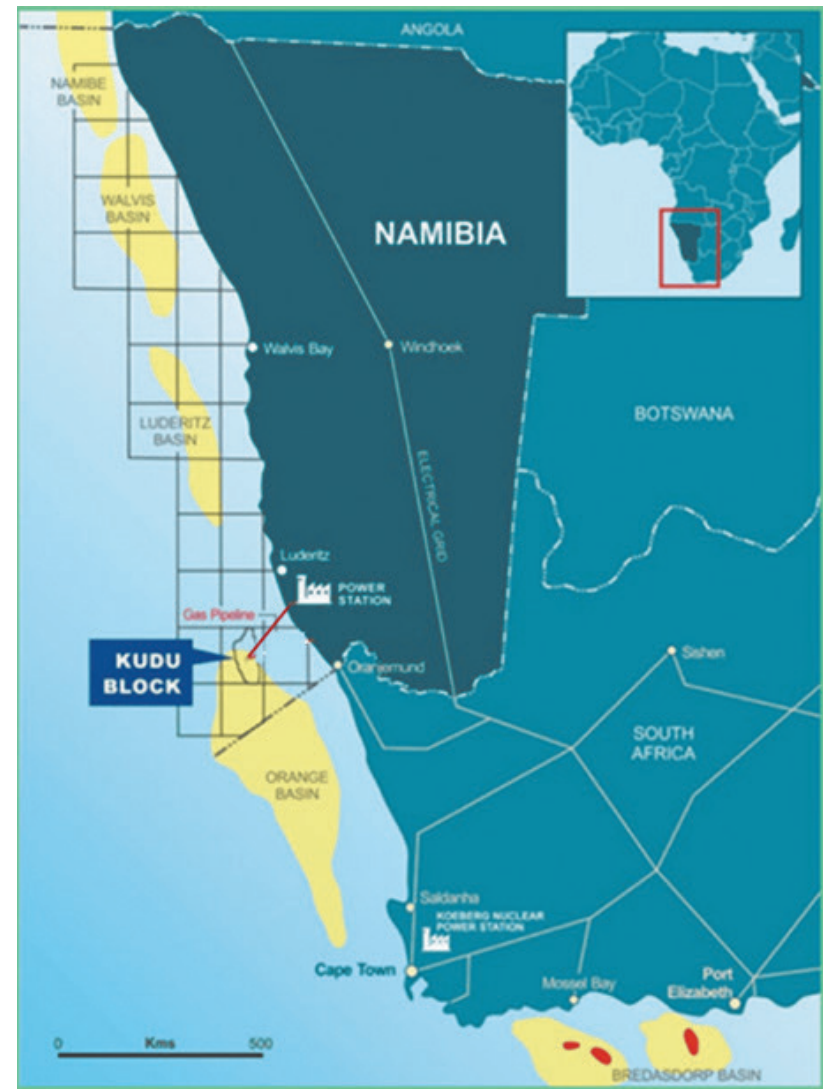 ANGOLA
NAMIBE
BASIN
WALVIS
BASIN
NAMIBIA
Walvis Bay
Windhoek
BOTSWANA
LUDERITZ
BASIN
ELECTRICAL GRID
Luderitz
POWER
STATION
Gas Pipeline
KUDU
BLOCK
Oranjemund
Sishen
SOUTH
AFRICA
ORANGE
BASIN
Saldanha
KOEBERG NUCLEAR
POWER STATION
Cape Town
Mossel Bay
Port
Elizabeth
0 Kms 500
BREDASDORP BASIN